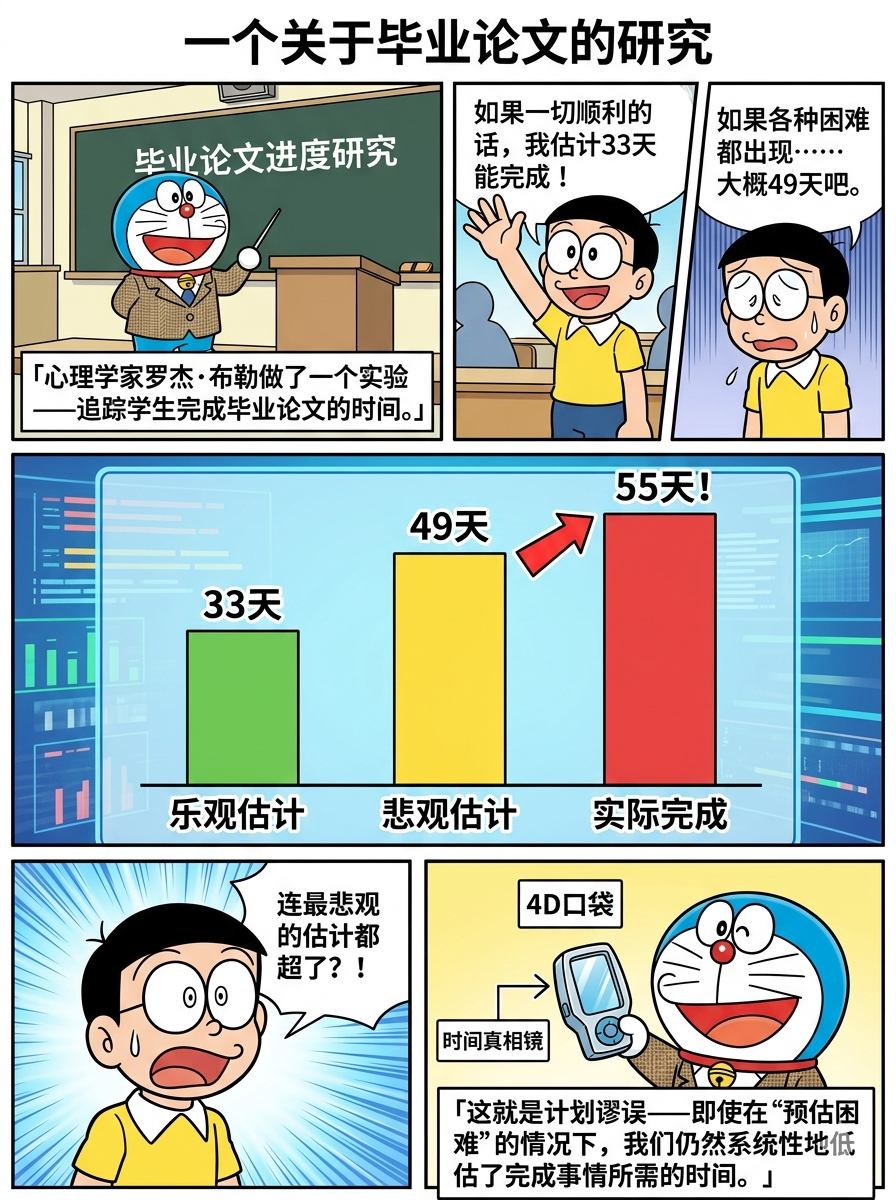 一个关于毕业论文的研究
毕业论文进度研究
「心理学家罗杰·布勒做了一个实验
——追踪学生完成毕业论文的时间。」
如果一切顺利的
话，我估计33天
能完成！
如果各种困难
都出现……
大概49天吧。
33天
49天
55天！
乐观估计
悲观估计
实际完成
连最悲观
的估计都
超了？！
4D口袋
时间真相镜
「这就是计划谬误——即使在“预估困
难”的情况下，我们仍然系统性地低
估了完成事情所需的时间。」